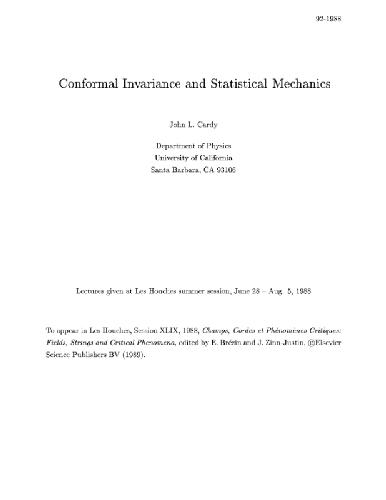 92-1988
Conformal Invariance and Statistical Mechanics
John L. Cardy
Department of Physics
University of California
Santa Barbara, CA 93106
Lectures given at Les Houches summer session, June 28 – Aug. 5, 1988
To appear in Les Houches, Session XLIX, 1988, Champs, Cordes et Phénomènes Critiques:
Fields, Strings and Critical Phenomena, edited by E. Brézin and J. Zinn-Justin. ©Elsevier
Science Publishers BV (1989).